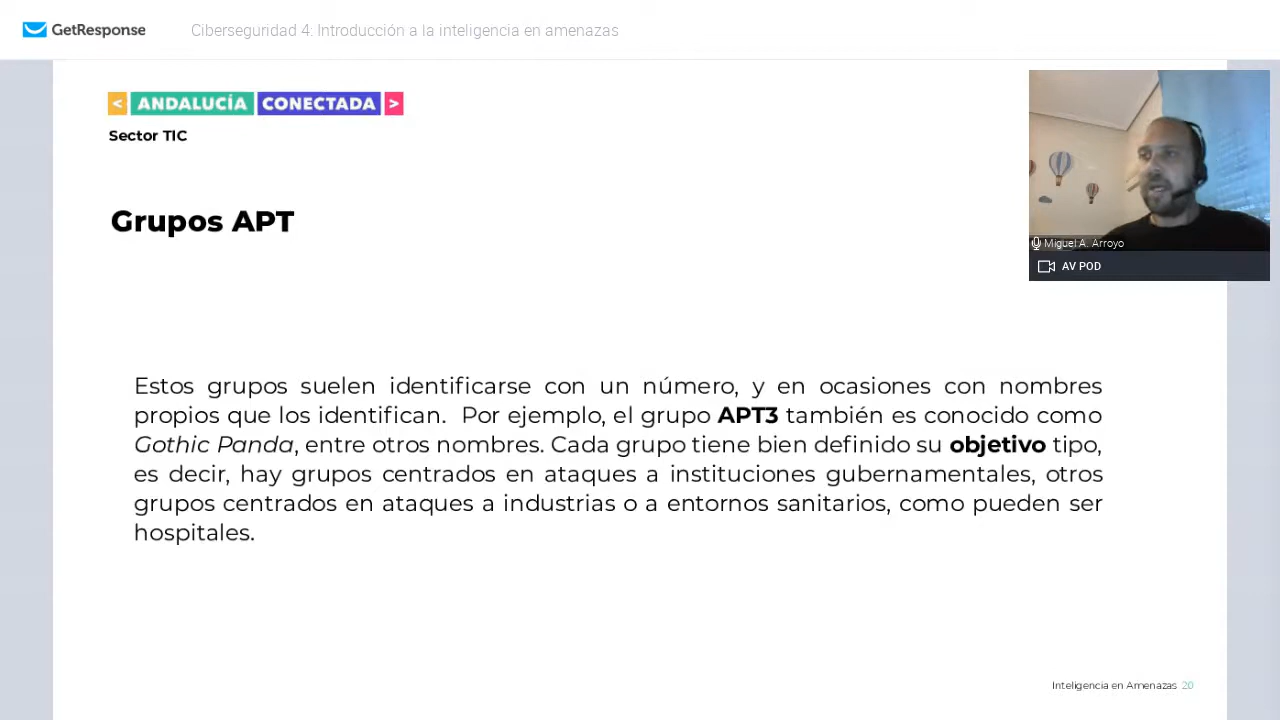 GetResponse
Ciberseguridad 4: Introducción a la inteligencia en amenazas
< ANDALUCÍA CONECTADA >
Sector TIC
Grupos APT
Miguel A. Arroyo
AV POD
Estos grupos suelen identificarse con un número, y en ocasiones con nombres
propios que los identifican. Por ejemplo, el grupo APT3 también es conocido como
Gothic Panda, entre otros nombres. Cada grupo tiene bien definido su objetivo tipo,
es decir, hay grupos centrados en ataques a instituciones gubernamentales, otros
grupos centrados en ataques a industrias o a entornos sanitarios, como pueden ser
hospitales.
Inteligencia en Amenazas 20